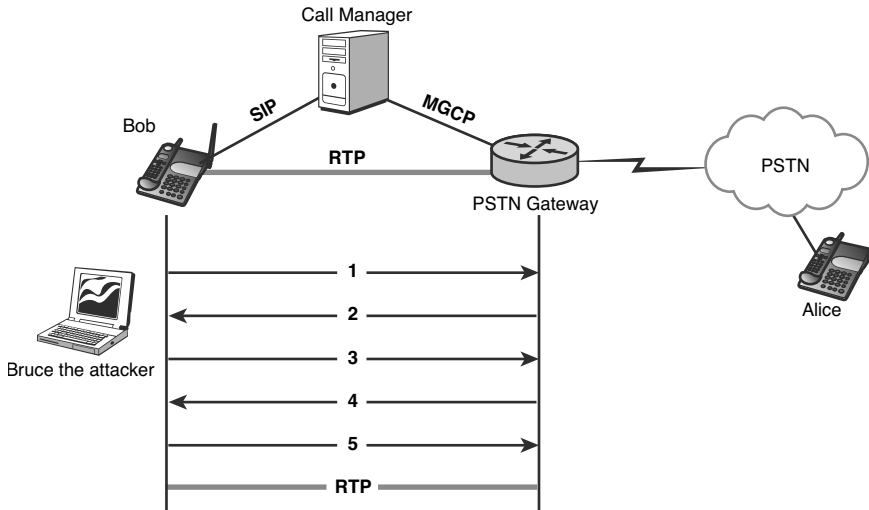 Call Manager
SIP
MGCP
Bob
RTP
PSTN
PSTN Gateway
Alice
Bruce the attacker
1
2
3
4
5
RTP